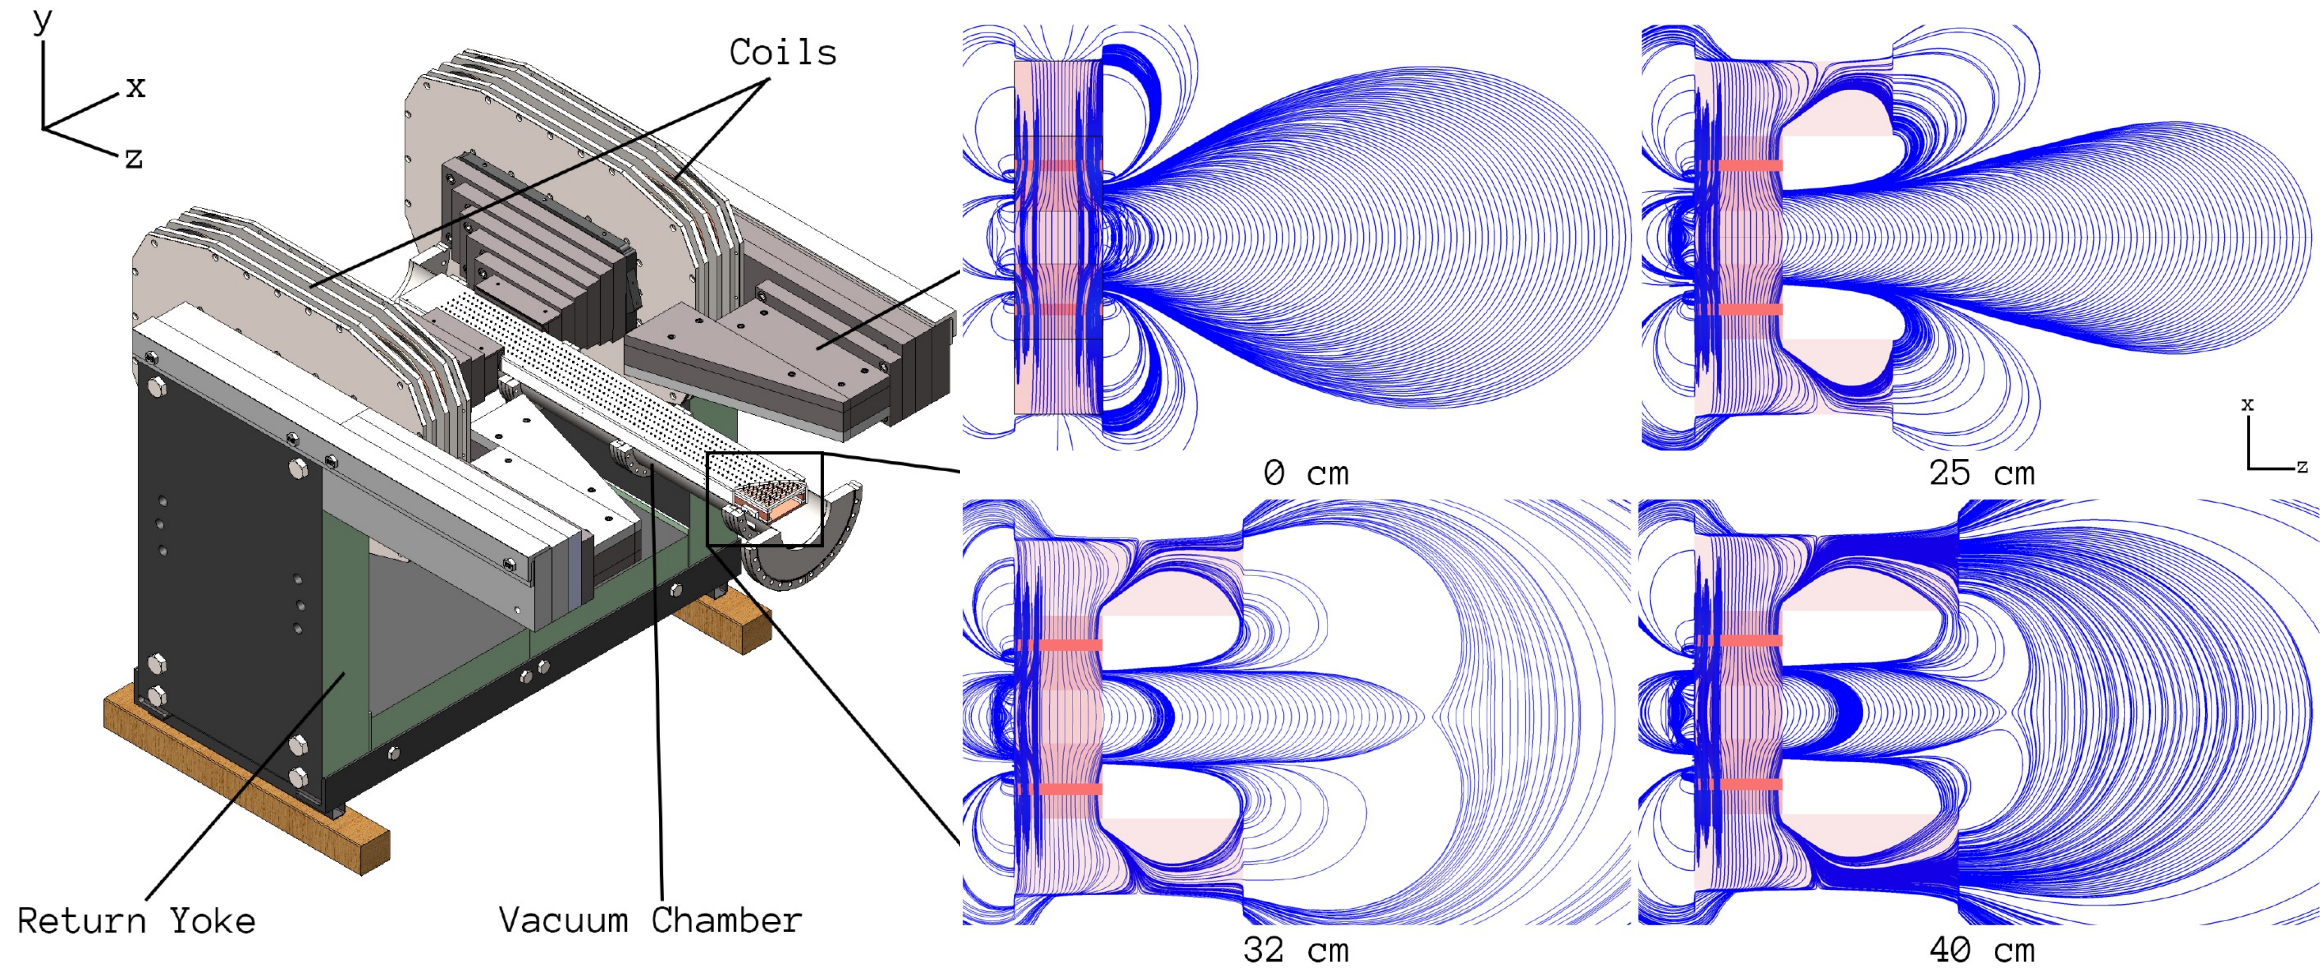 y
x
z
Coils
Return Yoke
Vacuum Chamber
0 cm
25 cm
x
z
32 cm
40 cm